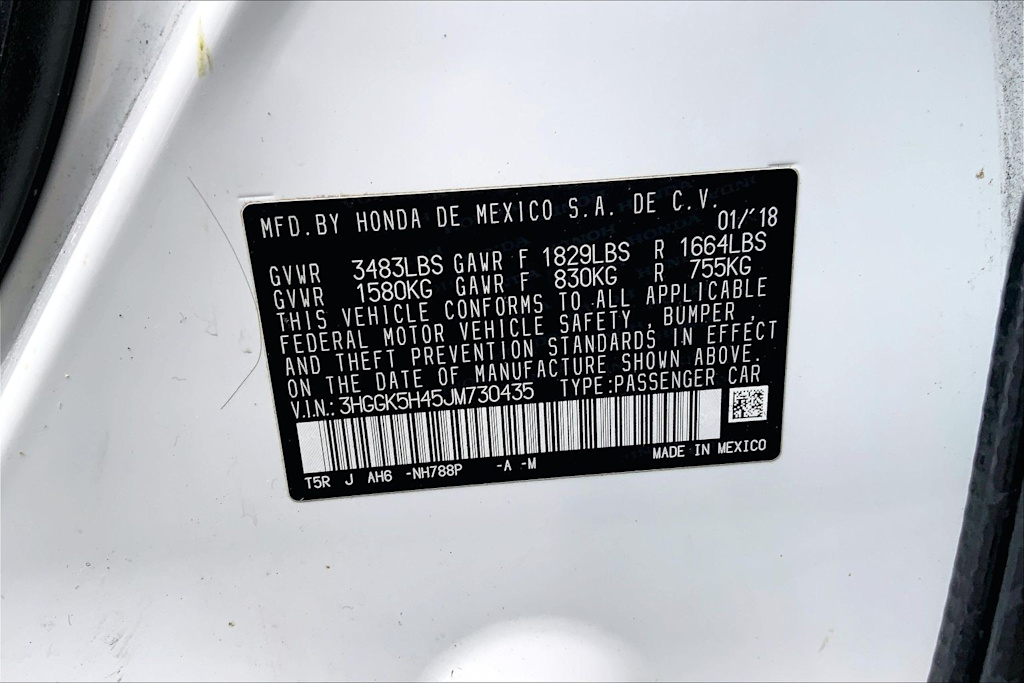 MFD.BY HONDA DE MEXICO S.A. DE C.V.
01/'18
GVWR 3483LBS GAWR F 1829LBS R 1664LBS
GVWR 1580KG GAWR F 830KG R 755KG
THIS VEHICLE CONFORMS TO ALL APPLICABLE
FEDERAL MOTOR VEHICLE SAFETY, BUMPER,
AND THEFT PREVENTION STANDARDS IN EFFECT
ON THE DATE OF MANUFACTURE SHOWN ABOVE.
V.I.N.: 3HGGK5H45JM730435 TYPE:PASSENGER CAR
MADE IN MEXICO
T5R J AH6 -NH788P -A -M